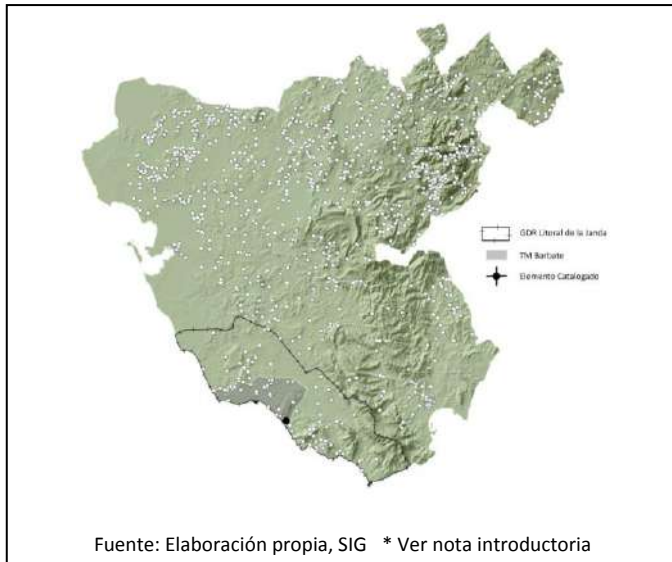 GDR Litoral de la Janda
TM Barbate
Elemento Catalogado
Fuente: Elaboración propia, SIG * Ver nota introductoria